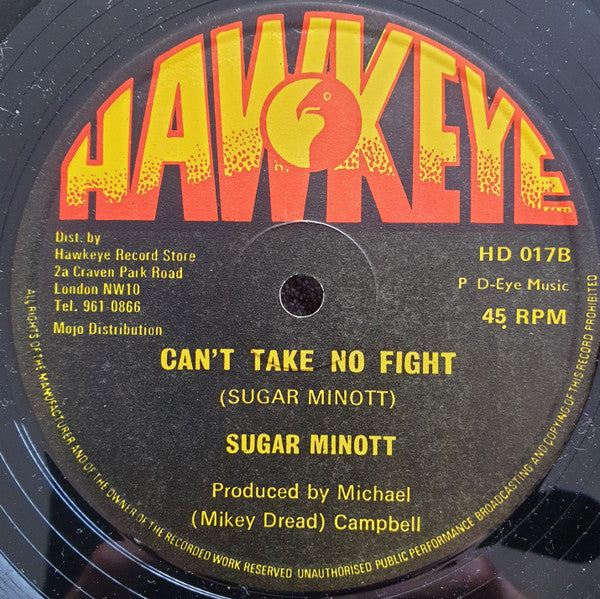 HAWKEYE
Dist. by
Hawkeye Record Store
2a Craven Park Road
London NW10
Tel. 961-0866
Mojo Distribution
HD 017B
P D-Eye Music
45 RPM
CAN'T TAKE NO FIGHT
(SUGAR MINOTT)
SUGAR MINOTT
Produced by Michael
(Mikey Dread) Campbell
ALL RIGHTS OF THE MANUFACTURER AND OF THE OWNER OF THE RECORDED WORK RESERVED UNAUTHORISED PUBLIC PERFORMANCE BROADCASTING AND COPYING OF THIS RECORD PROHIBITED